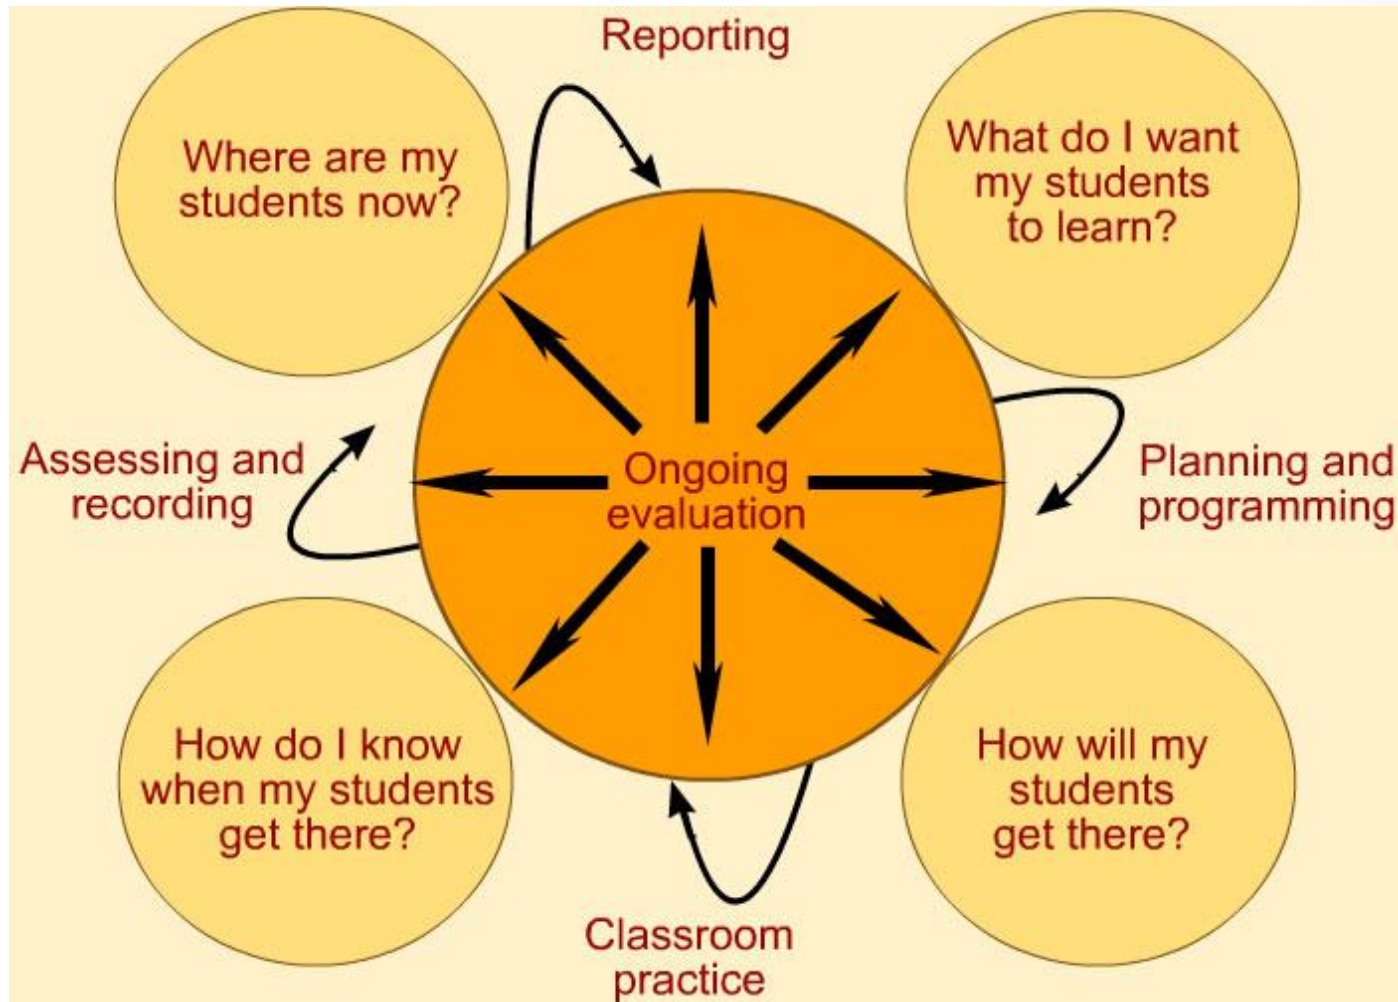 Reporting
Where are my
students now?
What do I want
my students
to learn?
Assessing and
recording
Ongoing
evaluation
Planning and
programming
How do I know
when my students
get there?
How will my
students
get there?
Classroom
practice